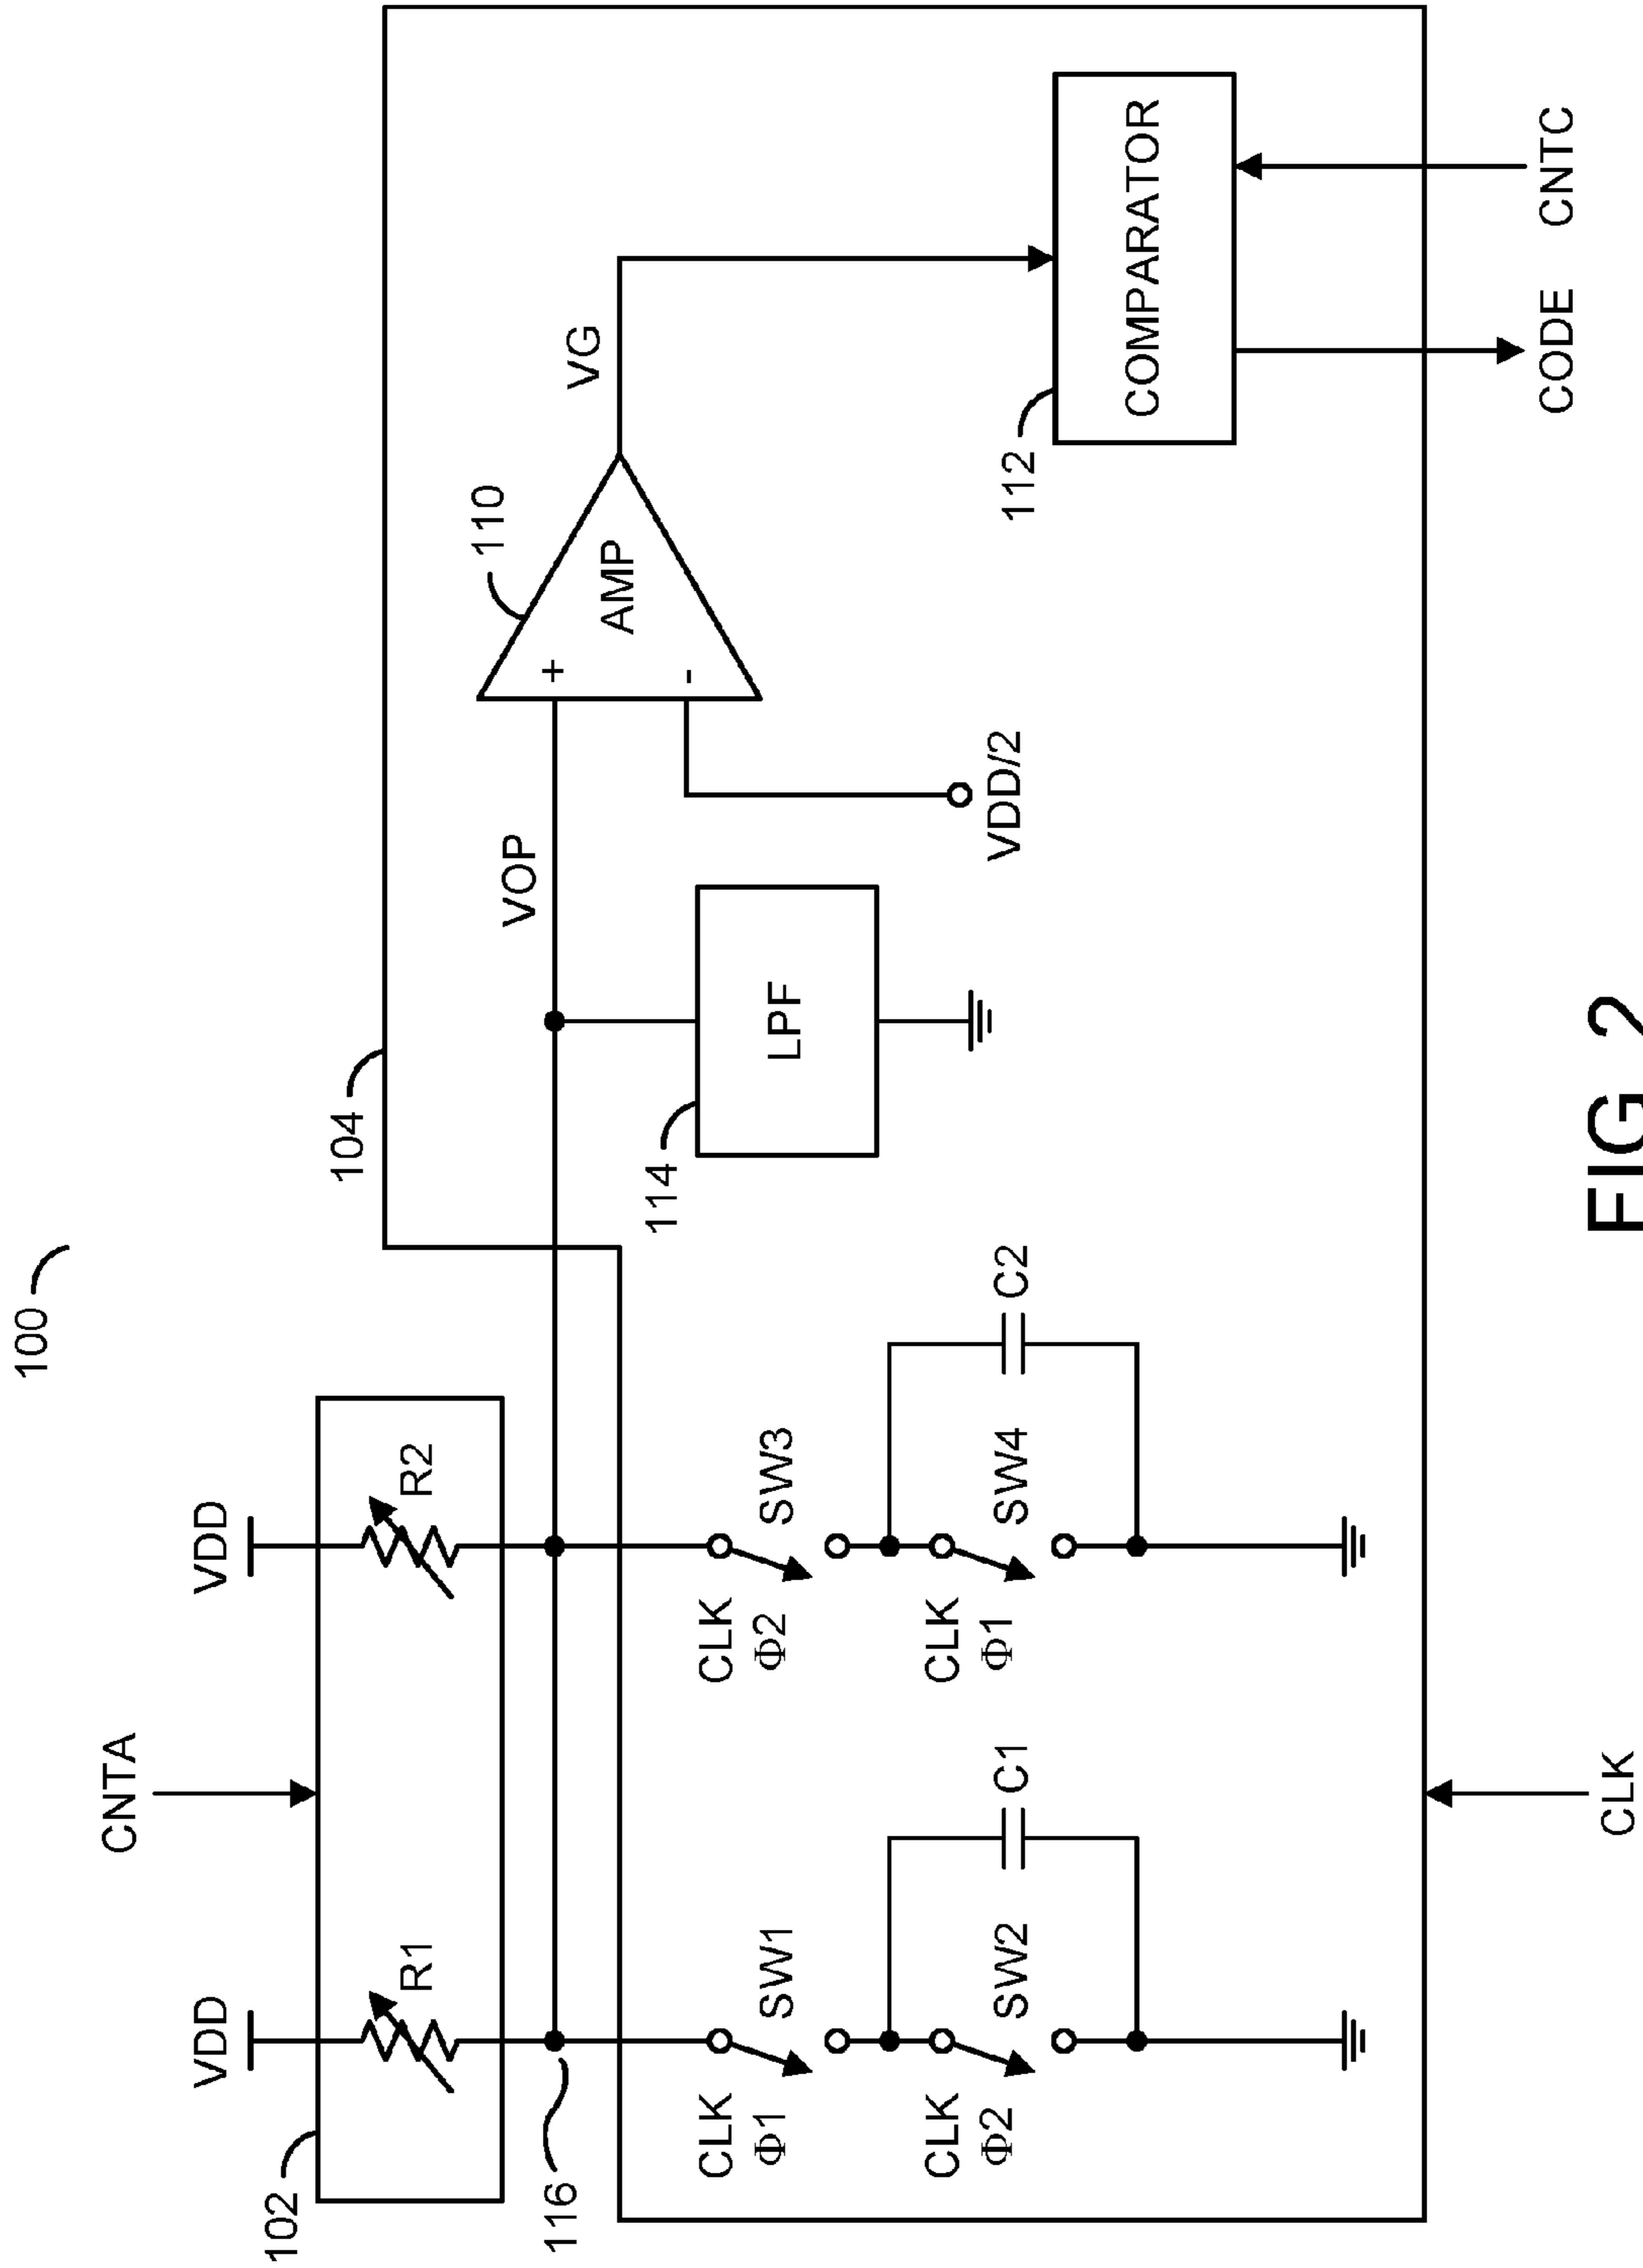 100
CNTA
VDD
VDD
102
R1
R2
104
116
VOP
110
+
-
AMP
VG
CLK
Φ1
SW1
CLK
Φ2
SW3
114
LPF
VDD/2
CLK
Φ2
SW2
C1
CLK
Φ1
SW4
C2
112
COMPARATOR
CLK
CODE
CNTC
FIG 2